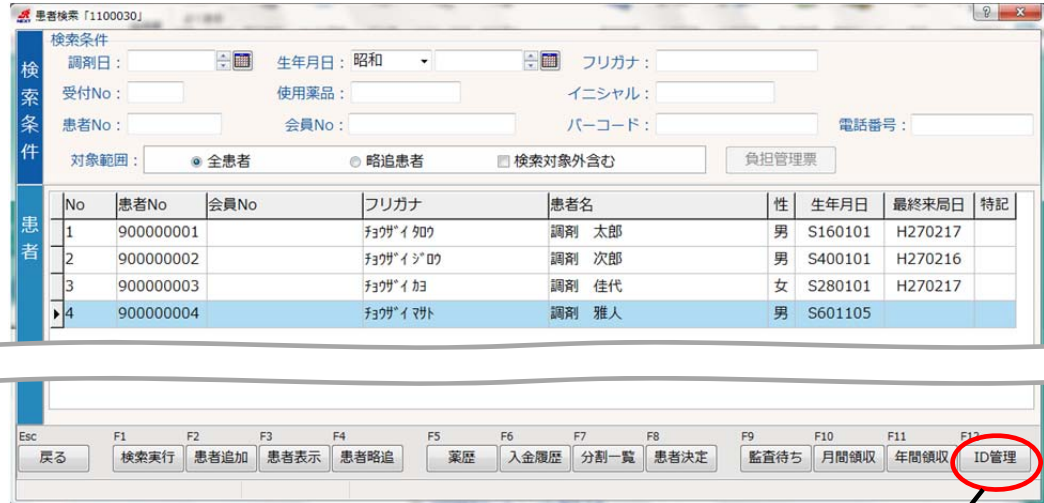 患者検索「1100030」
検索条件
検索条件
調剤日： 生年月日： 昭和 フリガナ：
受付No： 使用薬品： イニシャル：
患者No： 会員No： バーコード： 電話番号：
対象範囲： 全患者 略追患者 検索対象外含む 負担管理票
患者
No 患者No 会員No フリガナ 患者名 性 生年月日 最終来局日 特記
1 900000001 ﾁｮｳｻﾞｲ ﾀﾛｳ 調剤 太郎 男 S160101 H270217
2 900000002 ﾁｮｳｻﾞｲ ｼﾞﾛｳ 調剤 次郎 男 S400101 H270216
3 900000003 ﾁｮｳｻﾞｲ ｶﾖ 調剤 佳代 女 S280101 H270217
4 900000004 ﾁｮｳｻﾞｲ ﾏｻﾄ 調剤 雅人 男 S601105
Esc F1 F2 F3 F4 F5 F6 F7 F8 F9 F10 F11 F12
戻る 検索実行 患者追加 患者表示 患者略追 薬歴 入金履歴 分割一覧 患者決定 監査待ち 月間領収 年間領収 ID管理